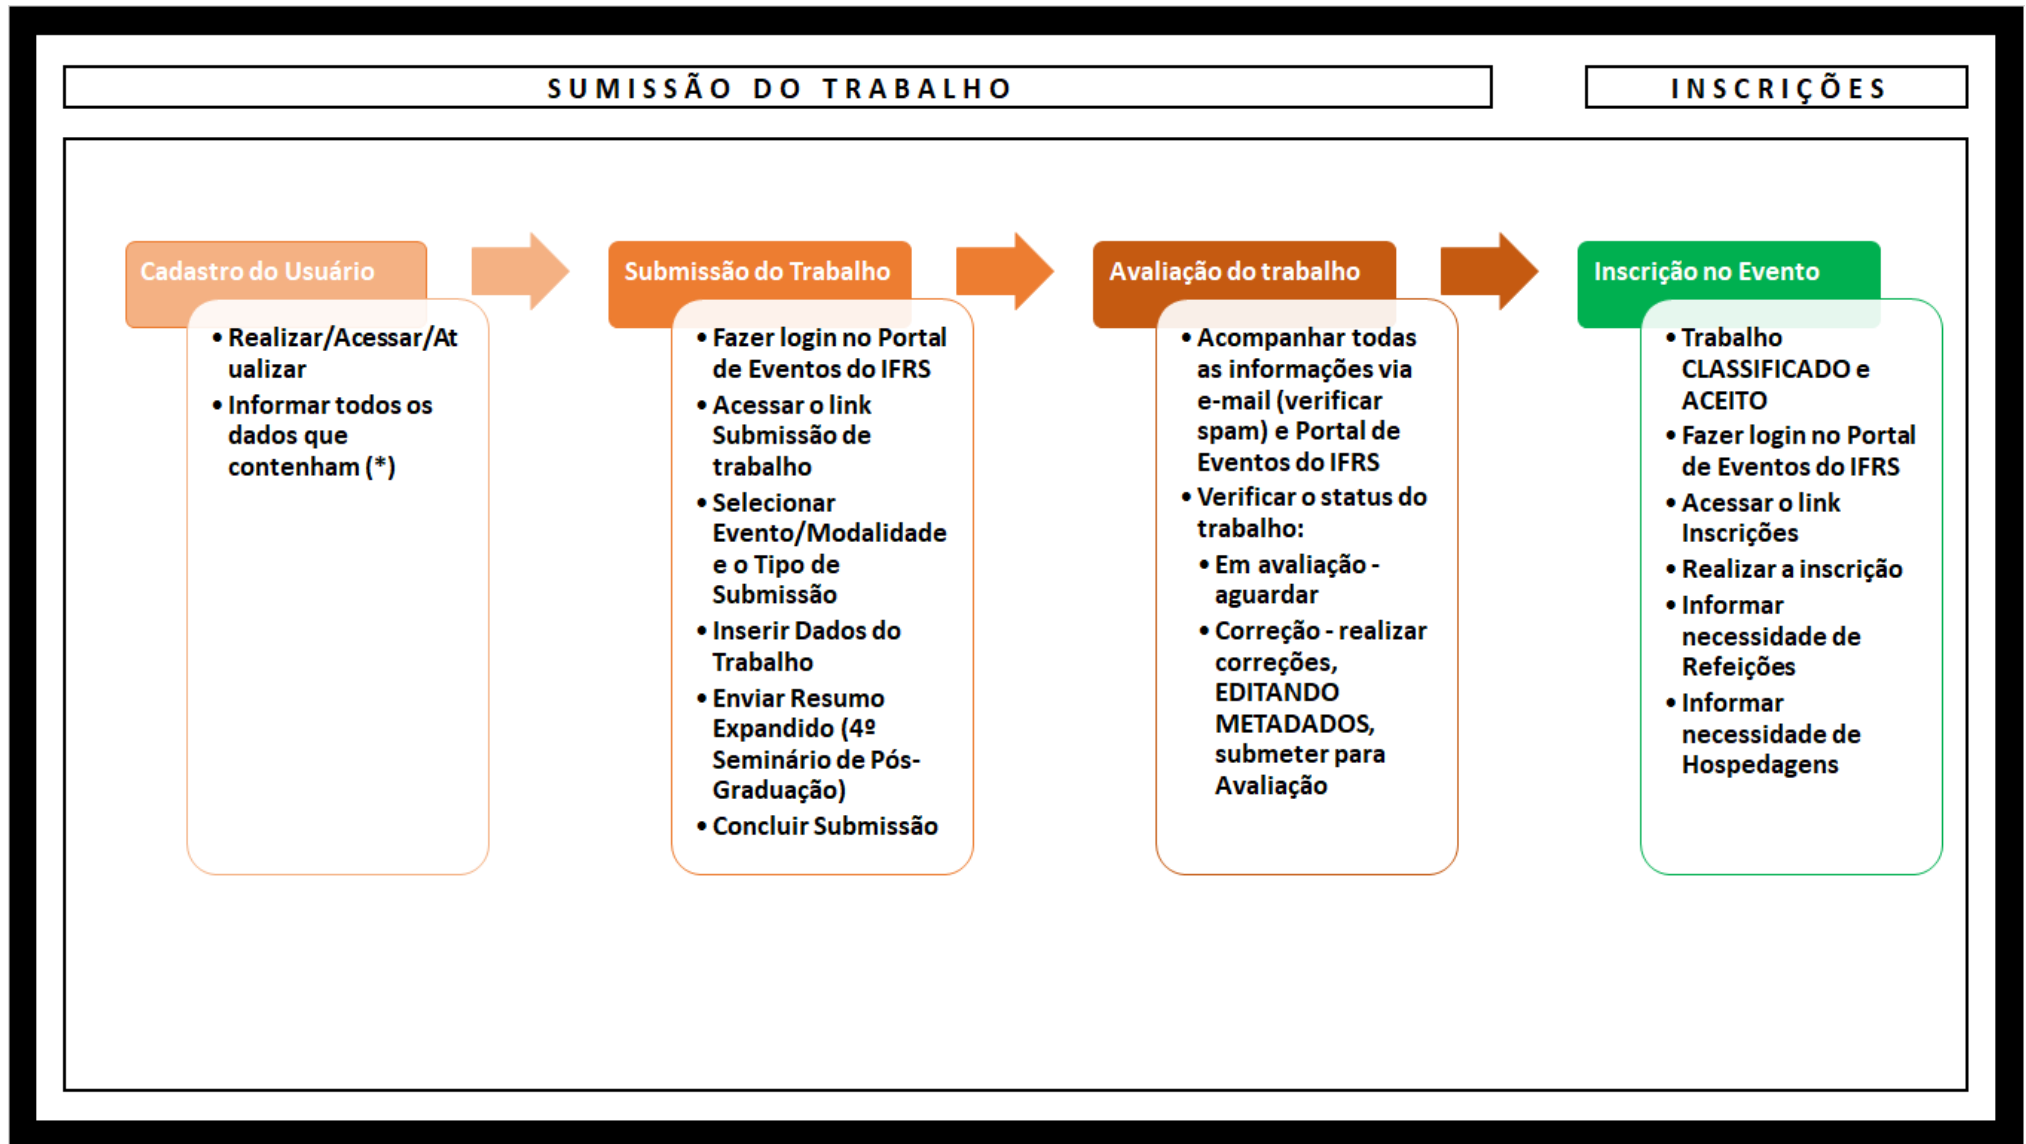 SUMISSÃO DO TRABALHO
INSCRIÇÕES
Cadastro do Usuário
• Realizar/Acessar/At
ualizar
• Informar todos os
dados que
contenham (*)
Submissão do Trabalho
• Fazer login no Portal
de Eventos do IFRS
• Acessar o link
Submissão de
trabalho
• Selecionar
Evento/Modalidade
e o Tipo de
Submissão
• Inserir Dados do
Trabalho
• Enviar Resumo
Expandido (4º
Seminário de Pós-
Graduação)
• Concluir Submissão
Avaliação do trabalho
• Acompanhar todas
as informações via
e-mail (verificar
spam) e Portal de
Eventos do IFRS
• Verificar o status do
trabalho:
• Em avaliação -
aguardar
• Correção - realizar
correções,
EDITANDO
METADADOS,
submeter para
Avaliação
Inscrição no Evento
• Trabalho
CLASSIFICADO e
ACEITO
• Fazer login no Portal
de Eventos do IFRS
• Acessar o link
Inscrições
• Realizar a inscrição
• Informar
necessidade de
Refeições
• Informar
necessidade de
Hospedagens